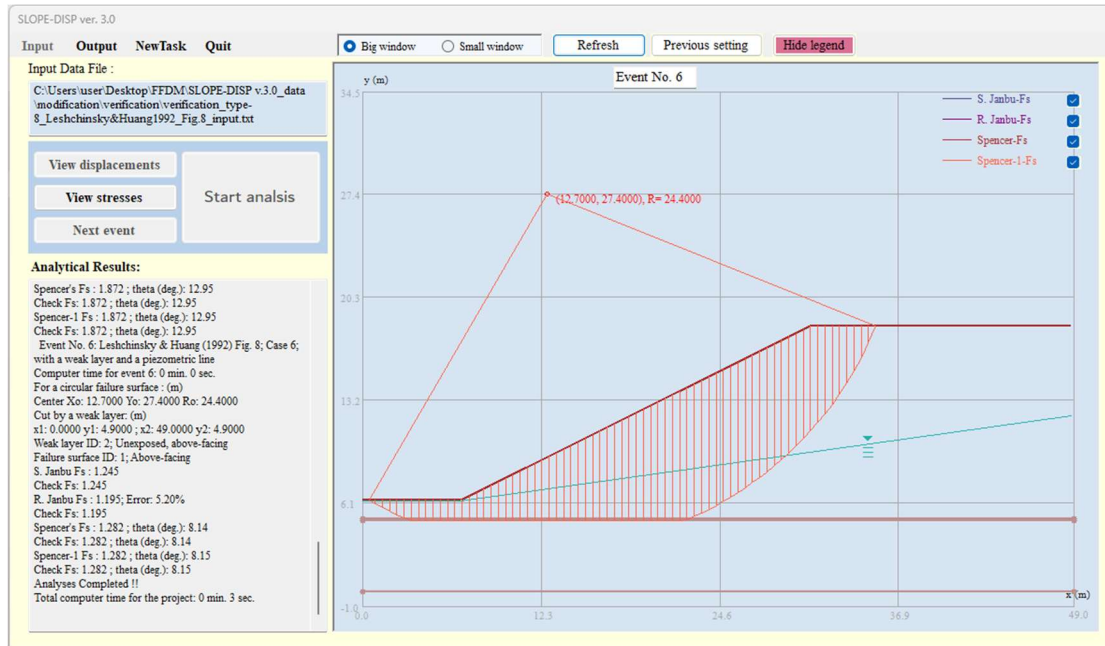 SLOPE-DISP ver. 3.0
Input Output NewTask Quit
Big window Small window Refresh Previous setting Hide legend
Input Data File :
C:\Users\user\Desktop\FFDM\SLOPE-DISP v.3.0_data
\modification\verification\verification_type-
8_Leshchinsky&Huang1992_Fig.8_input.txt
View displacements
View stresses
Next event
Start analsis
Analytical Results:
Spencer's Fs : 1.872 ; theta (deg.): 12.95
Check Fs: 1.872 ; theta (deg.): 12.95
Spencer-1 Fs : 1.872 ; theta (deg.): 12.95
Check Fs: 1.872 ; theta (deg.): 12.95
Event No. 6: Leshchinsky & Huang (1992) Fig. 8; Case 6;
with a weak layer and a piezometric line
Computer time for event 6: 0 min. 0 sec.
For a circular failure surface : (m)
Center Xo: 12.7000 Yo: 27.4000 Ro: 24.4000
Cut by a weak layer: (m)
x1: 0.0000 y1: 4.9000 ; x2: 49.0000 y2: 4.9000
Weak layer ID: 2; Unexposed, above-facing
Failure surface ID: 1; Above-facing
S. Janbu Fs : 1.245
Check Fs: 1.245
R. Janbu Fs : 1.195; Error: 5.20%
Check Fs: 1.195
Spencer's Fs : 1.282 ; theta (deg.): 8.14
Check Fs: 1.282 ; theta (deg.): 8.14
Spencer-1 Fs : 1.282 ; theta (deg.): 8.15
Check Fs: 1.282 ; theta (deg.): 8.15
Analyses Completed !!
Total computer time for the project: 0 min. 3 sec.
y (m)
Event No. 6
34.5
S. Janbu-Fs
R. Janbu-Fs
Spencer-Fs
Spencer-1-Fs
27.4
(12.7000, 27.4000), R= 24.4000
20.3
13.2
6.1
-1.0
x (m)
0.0 12.3 24.6 36.9 49.0